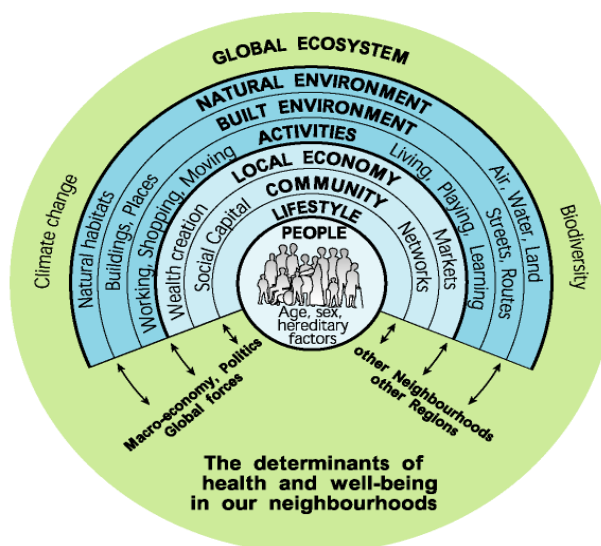 GLOBAL ECOSYSTEM
NATURAL ENVIRONMENT
BUILT ENVIRONMENT
ACTIVITIES
LOCAL ECONOMY
COMMUNITY
LIFESTYLE
PEOPLE
Age, sex,
hereditary
factors
Climate change
Natural habitats
Buildings, Places
Working, Shopping, Moving
Wealth creation
Social Capital
Networks
Markets
Living, Playing, Learning
Streets, Routes
Air, Water, Land
Biodiversity
Macro-economy, Politics
Global forces
other Neighbourhoods
other Regions
The determinants of
health and well-being
in our neighbourhoods